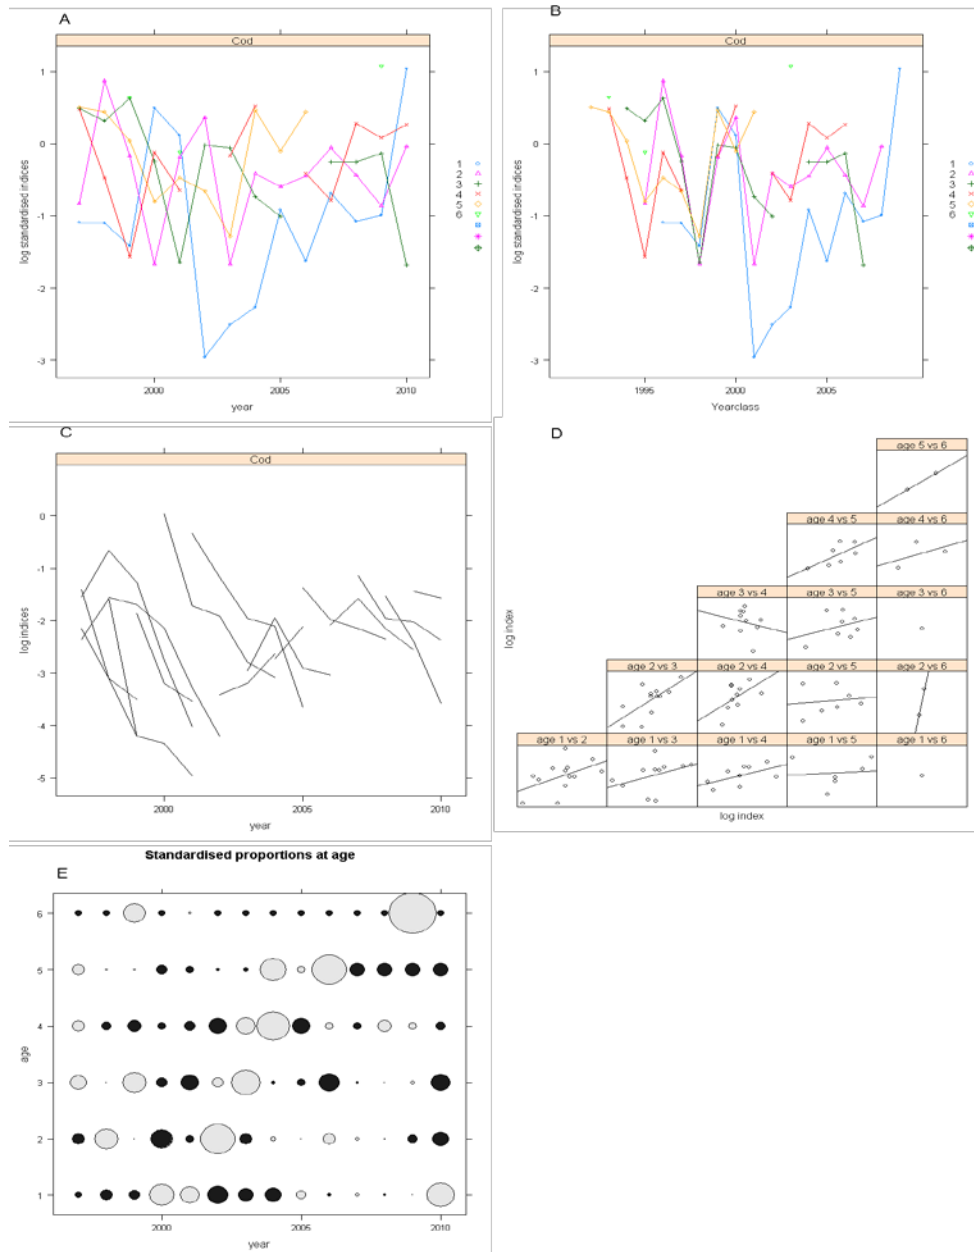 A
Cod
1
0
-1
-2
-3
log standardised indices
2000
2005
2010
year
1
2
3
4
5
6
B
Cod
1
0
-1
-2
-3
log standardised indices
1995
2000
2005
Yearclass
1
2
3
4
5
6
C
Cod
0
-1
-2
-3
-4
-5
log indices
2000
2005
2010
year
D
age 5 vs 6
age 4 vs 5
age 4 vs 6
age 3 vs 4
age 3 vs 5
age 3 vs 6
age 2 vs 3
age 2 vs 4
age 2 vs 5
age 2 vs 6
age 1 vs 2
age 1 vs 3
age 1 vs 4
age 1 vs 5
age 1 vs 6
log index
log index
Standardised proportions at age
E
6
5
4
3
2
1
age
2000
2005
2010
year